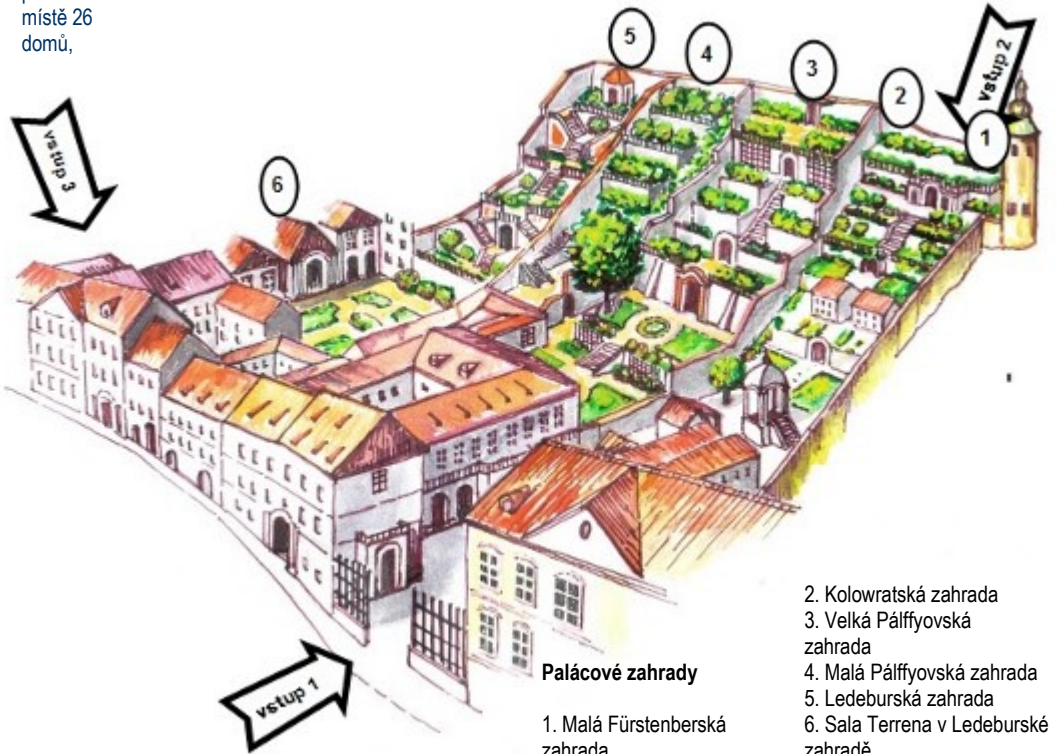 místě 26
domů,
5
4
3
2
1
6
vstup 2
vstup 3
vstup 1
Palácové zahrady
1. Malá Fürstenberská
zahrada
2. Kolowratská zahrada
3. Velká Pálffyovská
zahrada
4. Malá Pálffyovská zahrada
5. Ledeburská zahrada
6. Sala Terrena v Ledeburské
zahradě